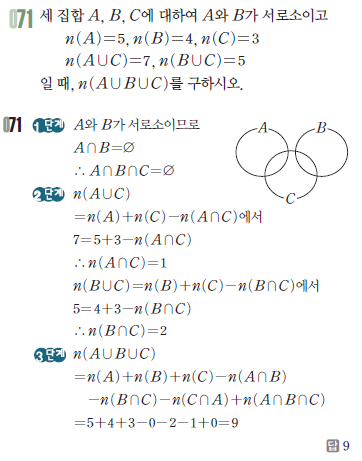 071 세 집합 A, B, C에 대하여 A와 B가 서로소이고
n(A)=5, n(B)=4, n(C)=3
n(A∪C)=7, n(B∪C)=5
일 때, n(A∪B∪C)를 구하시오.
071 1단계 A와 B가 서로소이므로
A∩B=∅
∴ A∩B∩C=∅
A B
C
2단계 n(A∪C)
=n(A)+n(C)-n(A∩C)에서
7=5+3-n(A∩C)
∴ n(A∩C)=1
n(B∪C)=n(B)+n(C)-n(B∩C)에서
5=4+3-n(B∩C)
∴ n(B∩C)=2
3단계 n(A∪B∪C)
=n(A)+n(B)+n(C)-n(A∩B)
-n(B∩C)-n(C∩A)+n(A∩B∩C)
=5+4+3-0-2-1+0=9
답 9